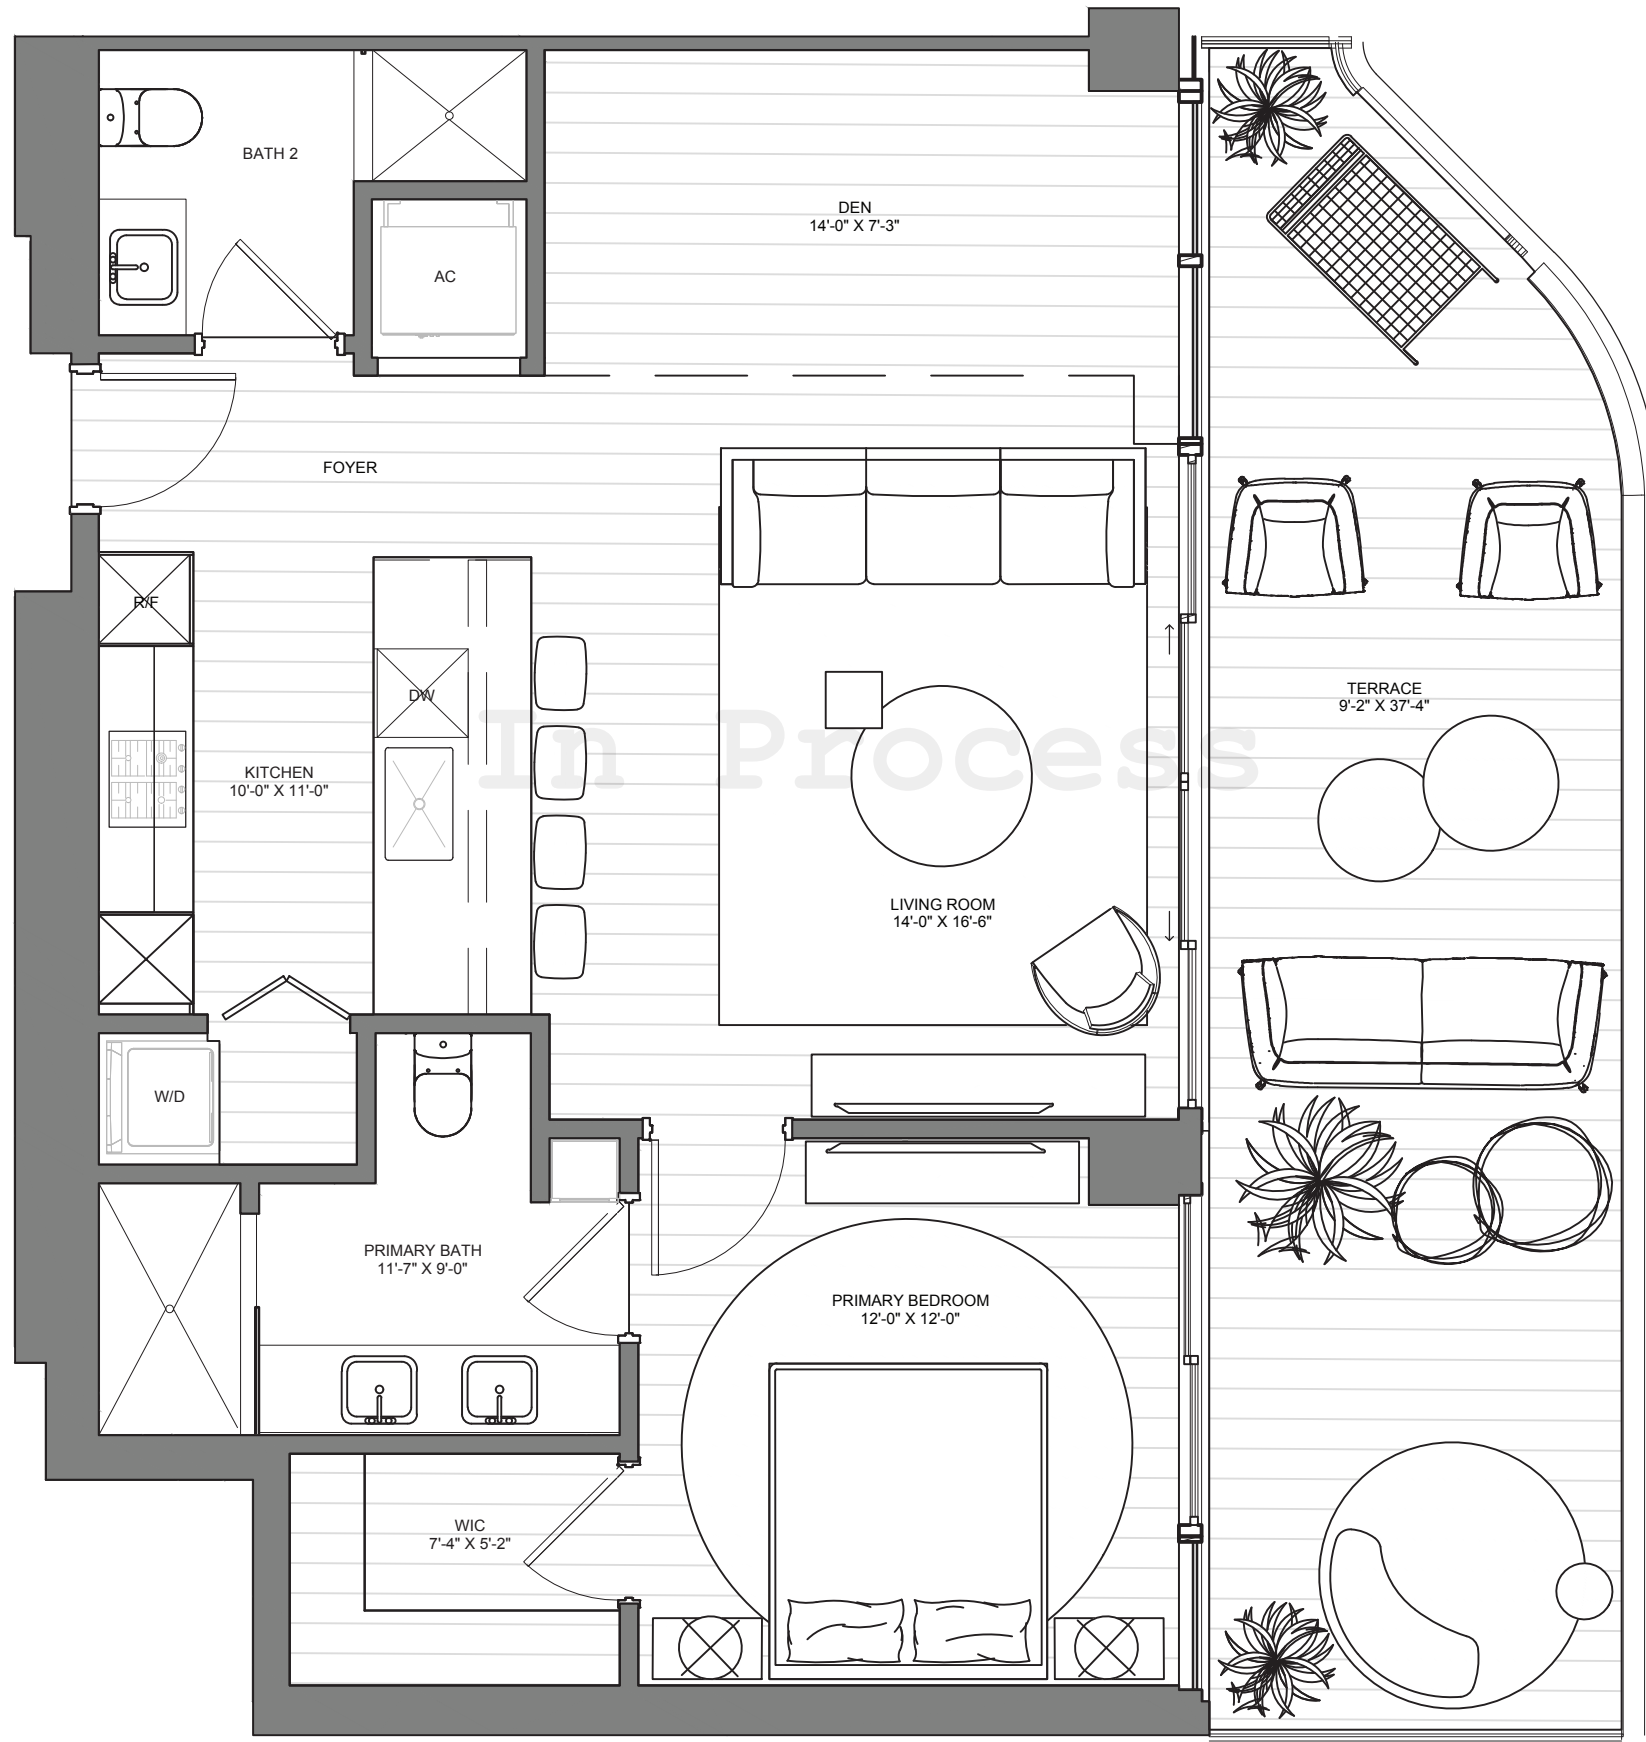 BATH 2
DEN
14'-0" X 7'-3"
AC
FOYER
R/F
DW
TERRACE
9'-2" X 37'-4"
In Process
KITCHEN
10'-0" X 11'-0"
LIVING ROOM
14'-0" X 16'-6"
W/D
PRIMARY BATH
11'-7" X 9'-0"
PRIMARY BEDROOM
12'-0" X 12'-0"
WIC
7'-4" X 5'-2"